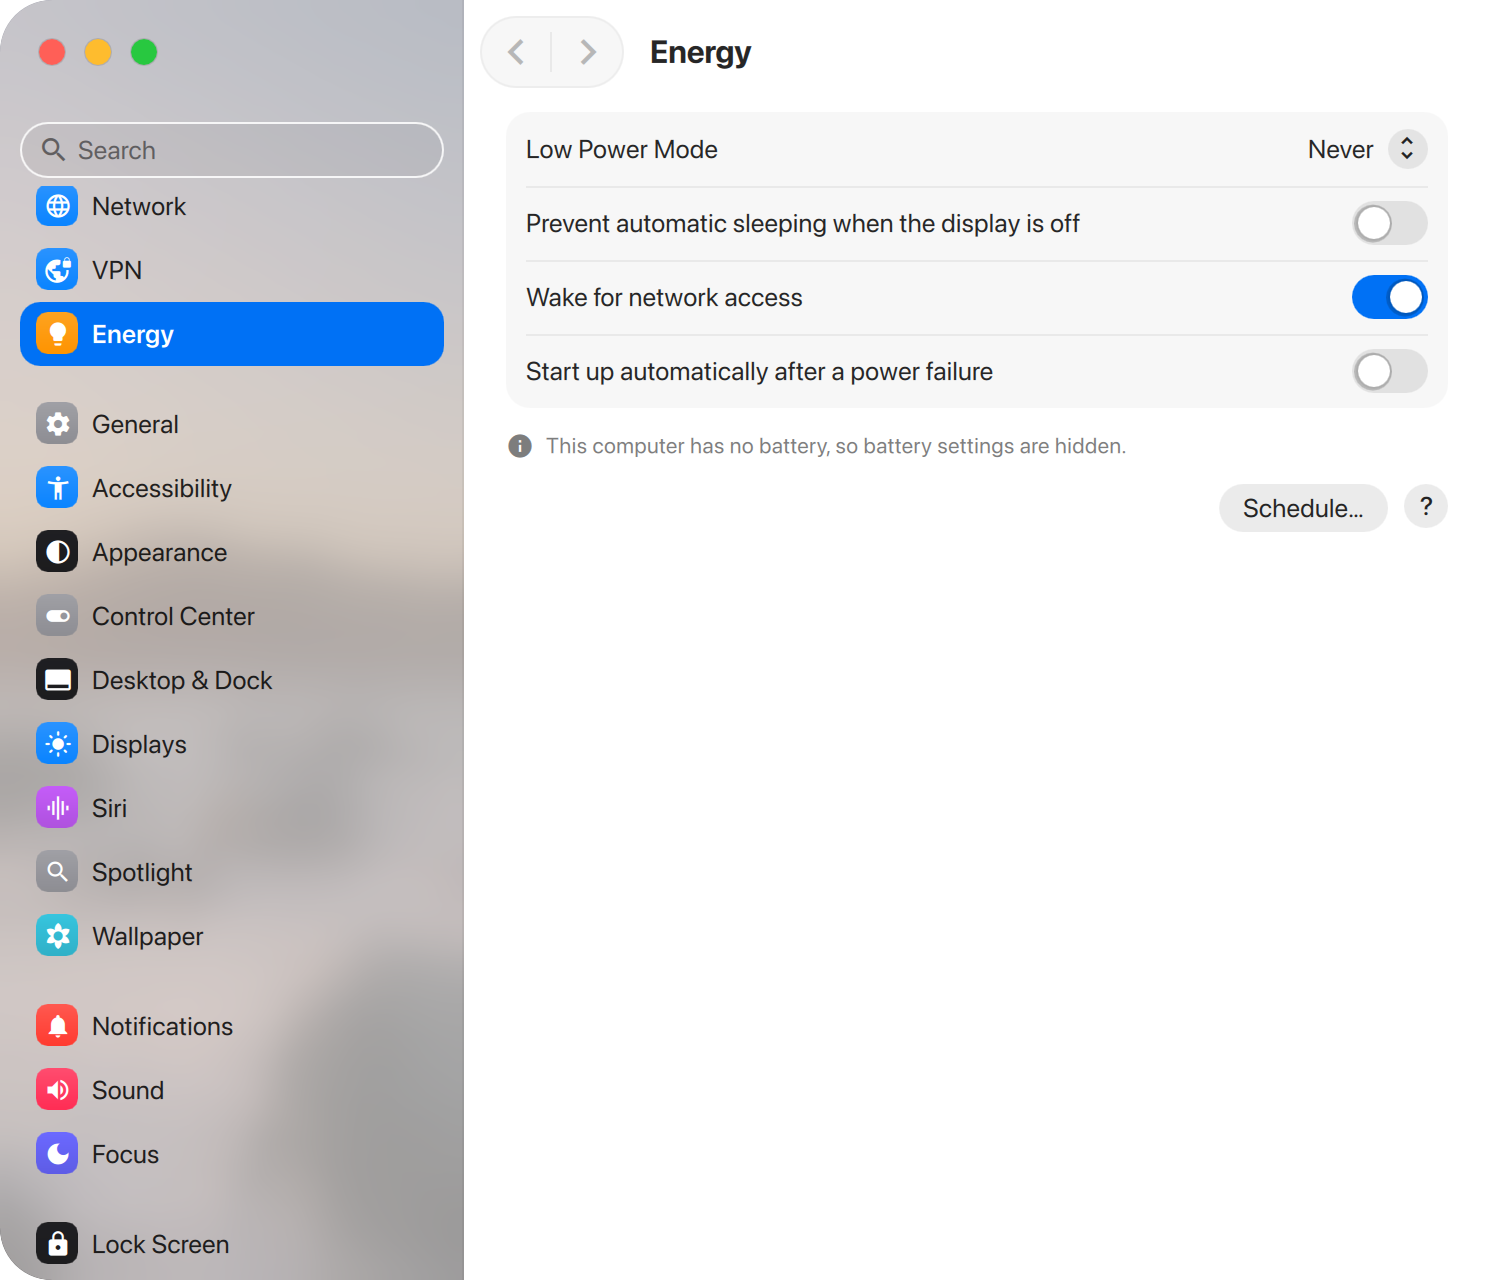 Energy
Search
Network
VPN
Energy
General
Accessibility
Appearance
Control Center
Desktop & Dock
Displays
Siri
Spotlight
Wallpaper
Notifications
Sound
Focus
Lock Screen
Low Power Mode Never
Prevent automatic sleeping when the display is off
Wake for network access
Start up automatically after a power failure
This computer has no battery, so battery settings are hidden.
Schedule... ?